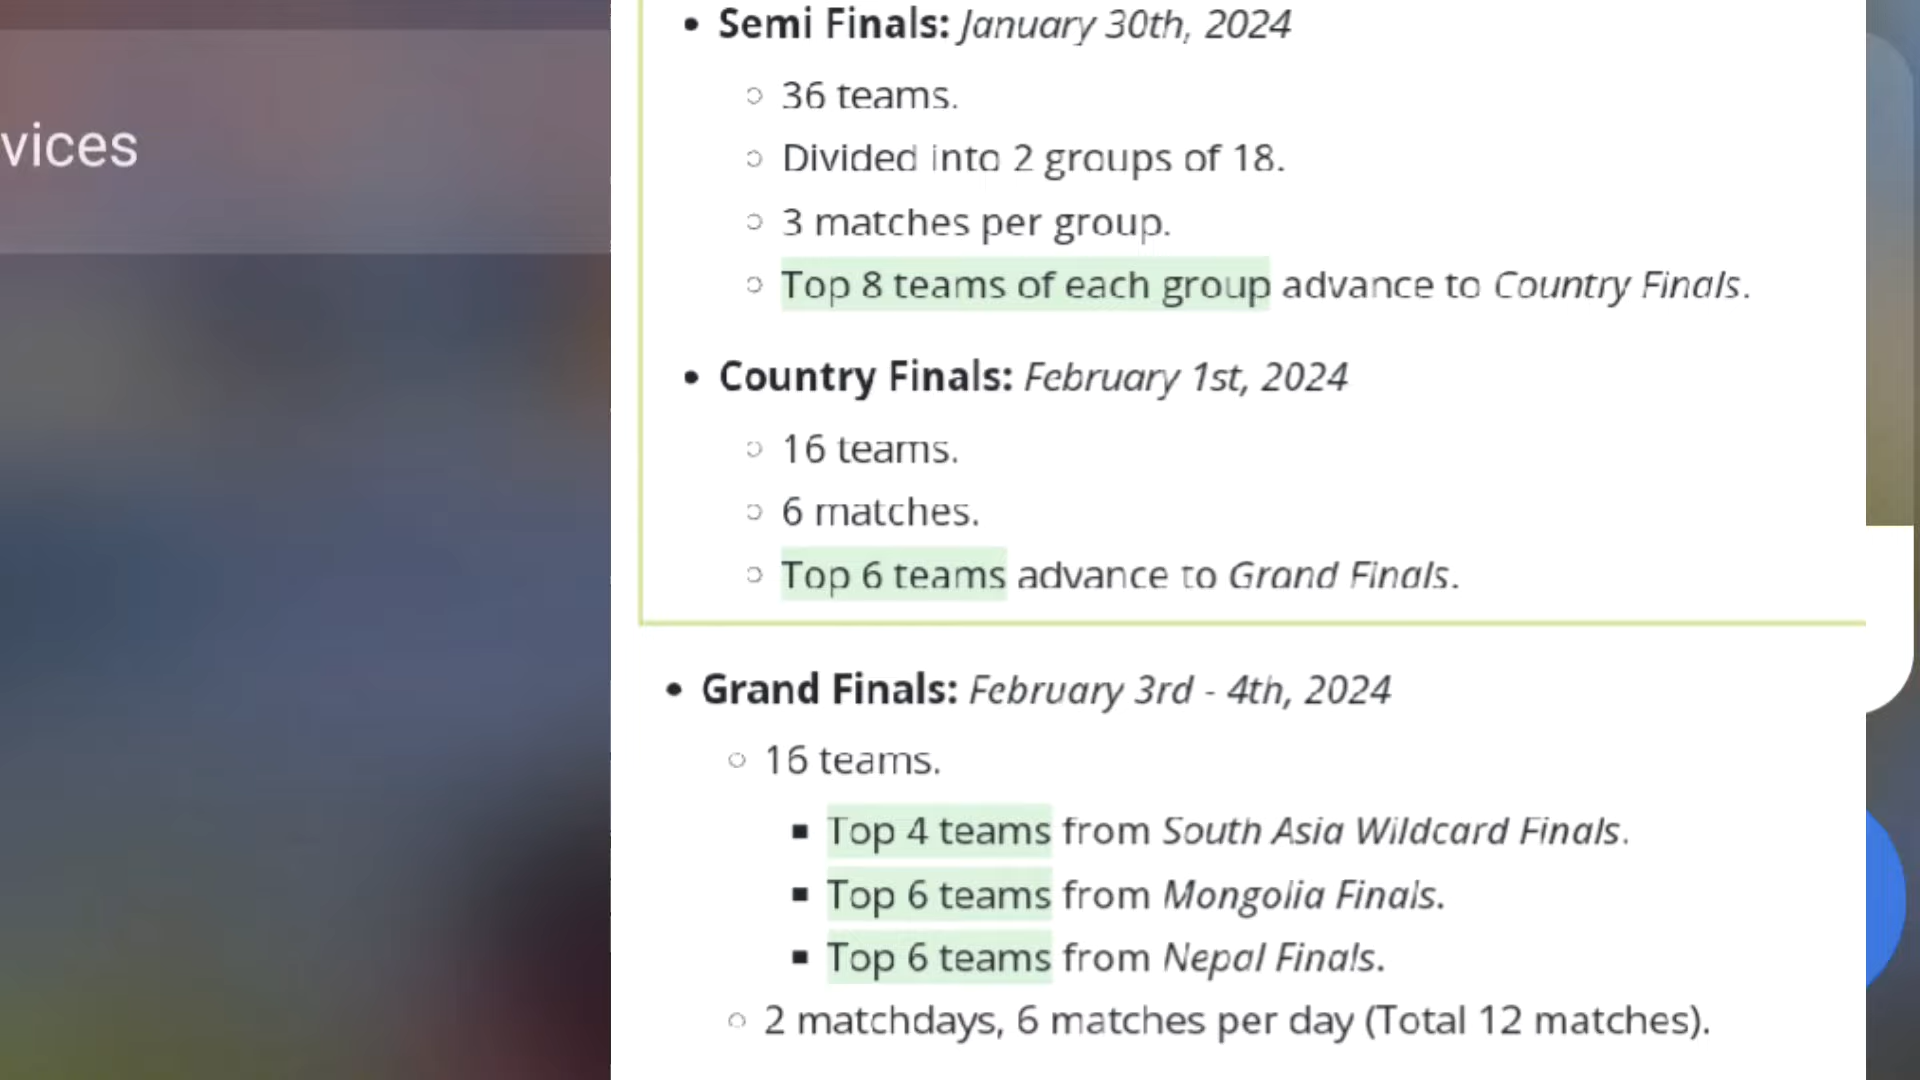 vices
• Semi Finals: January 30th, 2024
○ 36 teams.
○ Divided into 2 groups of 18.
○ 3 matches per group.
○ Top 8 teams of each group advance to Country Finals.
• Country Finals: February 1st, 2024
○ 16 teams.
○ 6 matches.
○ Top 6 teams advance to Grand Finals.
• Grand Finals: February 3rd - 4th, 2024
○ 16 teams.
▪ Top 4 teams from South Asia Wildcard Finals.
▪ Top 6 teams from Mongolia Finals.
▪ Top 6 teams from Nepal Finals.
○ 2 matchdays, 6 matches per day (Total 12 matches).